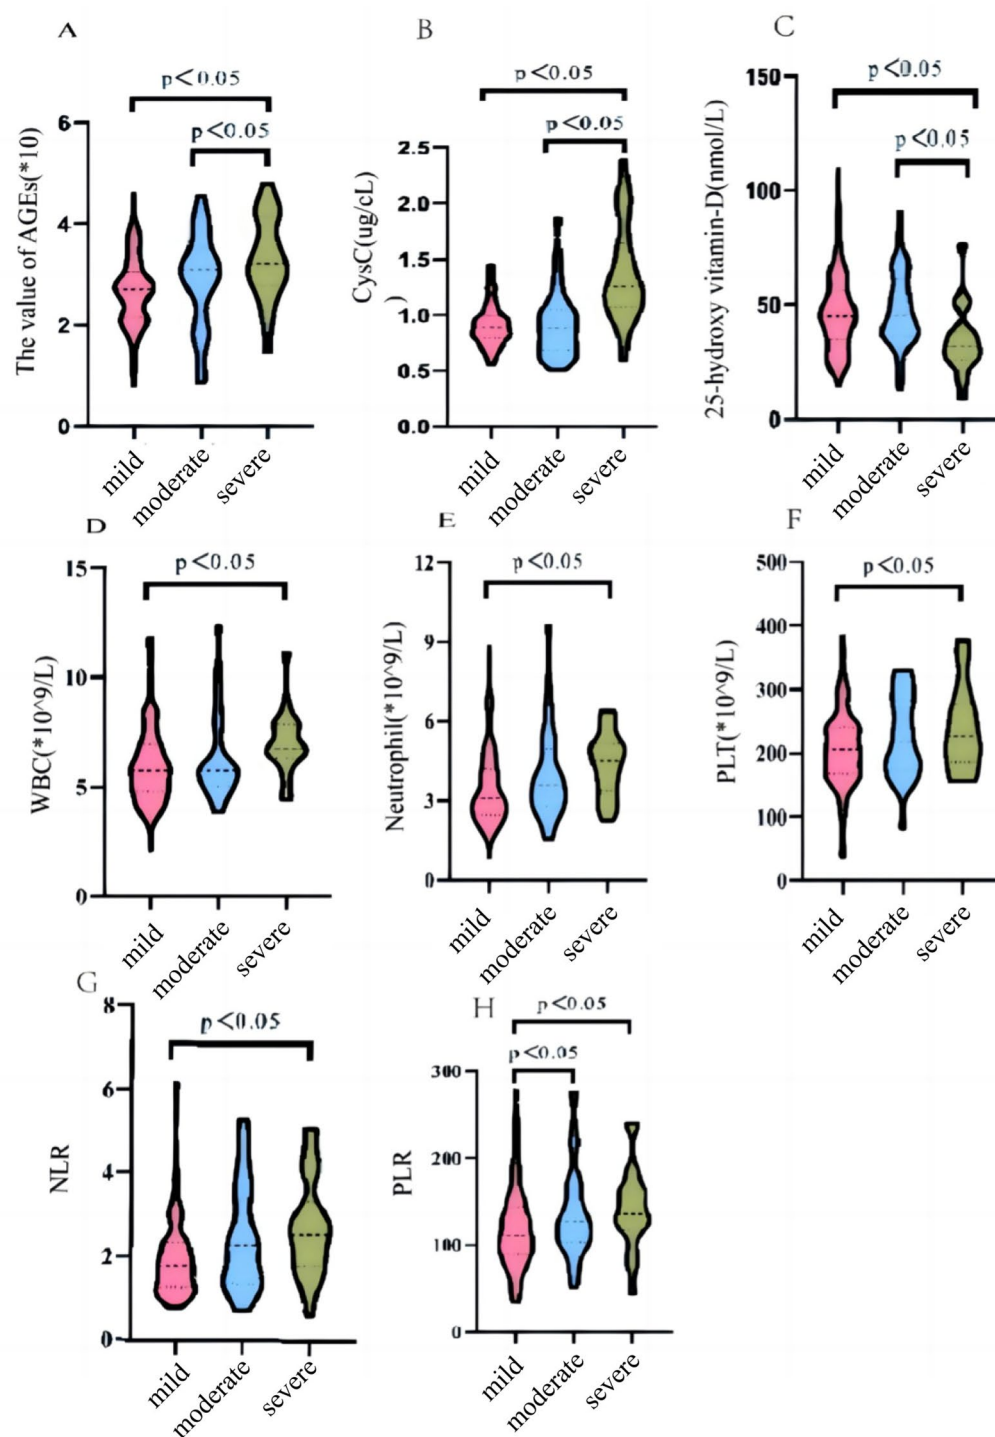 A
The value of AGEs(*10)
p<0.05
p<0.05
6
4
2
0
mild
moderate
severe
B
CysC(ug/cL)
)
p<0.05
p<0.05
2.5
2.0
1.5
1.0
0.5
0.0
mild
moderate
severe
C
25-hydroxy vitamin-D(nmol/L)
p<0.05
p<0.05
150
100
50
0
mild
moderate
severe
D
WBC(*10^9/L)
p<0.05
15
10
5
0
mild
moderate
severe
E
Neutrophil(*10^9/L)
p<0.05
12
9
6
3
0
mild
moderate
severe
F
PLT(*10^9/L)
p<0.05
500
400
300
200
100
0
mild
moderate
severe
G
NLR
p<0.05
8
6
4
2
0
mild
moderate
severe
H
PLR
p<0.05
p<0.05
300
200
100
0
mild
moderate
severe